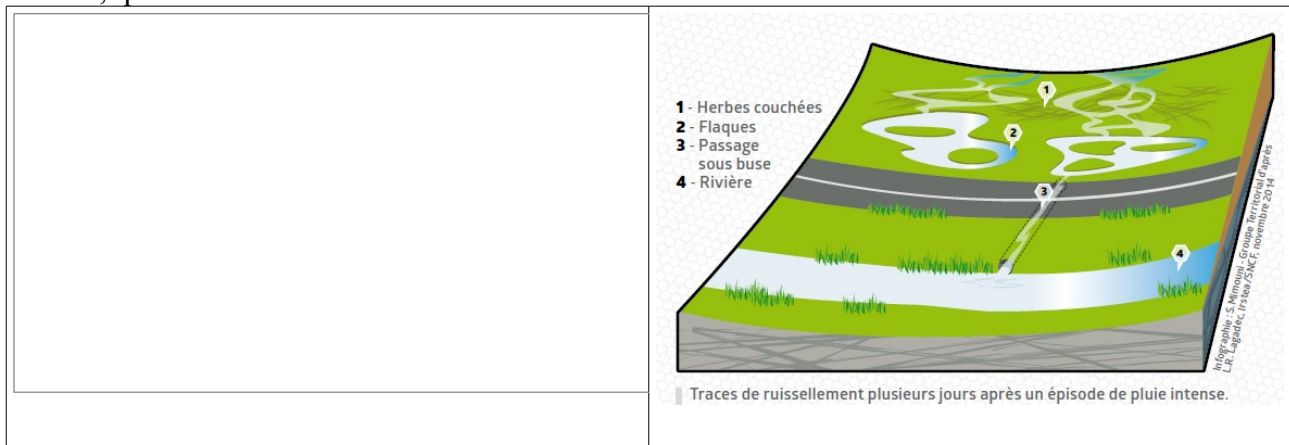 1 - Herbes couchées
2 - Flaques
3 - Passage
sous buse
4 - Rivière
1
2
3
4
Infographie : S. Mimouni - Groupe Territorial d'après
L.R. Lagadec, Irstea/SNCF, novembre 2014
Traces de ruissellement plusieurs jours après un épisode de pluie intense.